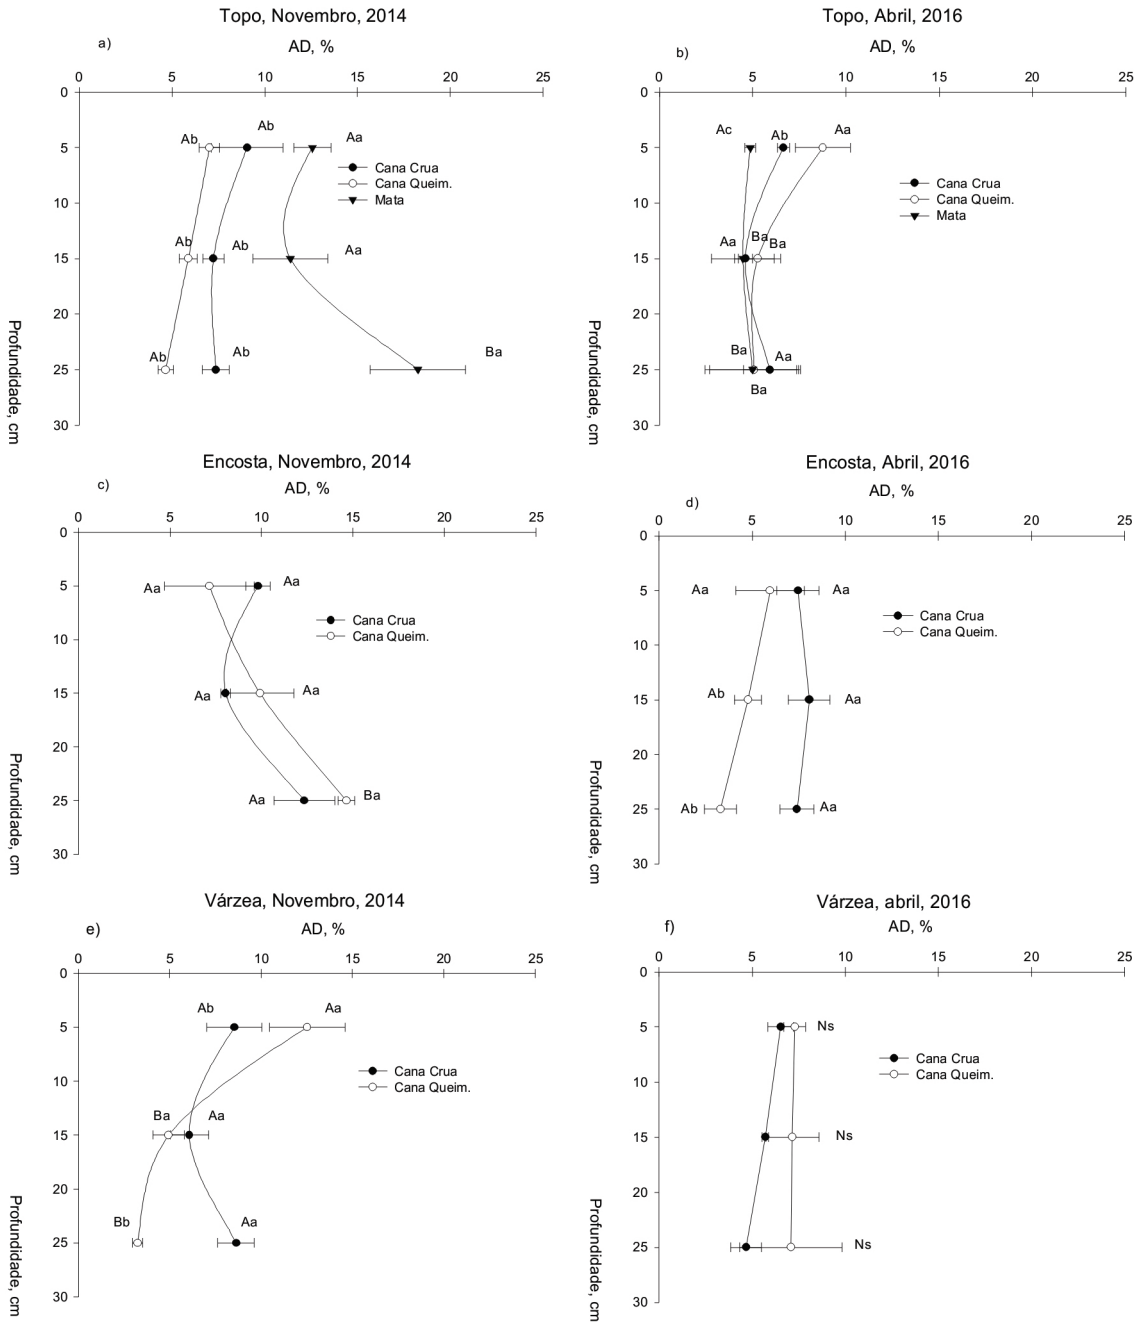 Topo, Novembro, 2014
a)
AD, %
0 5 10 15 20 25
0
5
10
15
20
25
30
Profundidade, cm
Ab
Ab
Aa
Cana Crua
Cana Queim.
Mata
Ab
Ab
Aa
Ab
Ab
Ba
Topo, Abril, 2016
b)
AD, %
0 5 10 15 20 25
0
5
10
15
20
25
30
Profundidade, cm
Ac
Ab
Aa
Cana Crua
Cana Queim.
Mata
Aa
Ba
Ba
Ba
Aa
Ba
Encosta, Novembro, 2014
c)
AD, %
0 5 10 15 20 25
0
5
10
15
20
25
30
Profundidade, cm
Aa
Aa
Cana Crua
Cana Queim.
Aa
Aa
Aa
Ba
Encosta, Abril, 2016
d)
AD, %
0 5 10 15 20 25
0
5
10
15
20
25
30
Profundidade, cm
Aa
Aa
Cana Crua
Cana Queim.
Ab
Aa
Ab
Aa
Várzea, Novembro, 2014
e)
AD, %
0 5 10 15 20 25
0
5
10
15
20
25
30
Profundidade, cm
Ab
Aa
Cana Crua
Cana Queim.
Ba
Aa
Bb
Aa
Várzea, abril, 2016
f)
AD, %
0 5 10 15 20 25
0
5
10
15
20
25
30
Profundidade, cm
Ns
Cana Crua
Cana Queim.
Ns
Ns